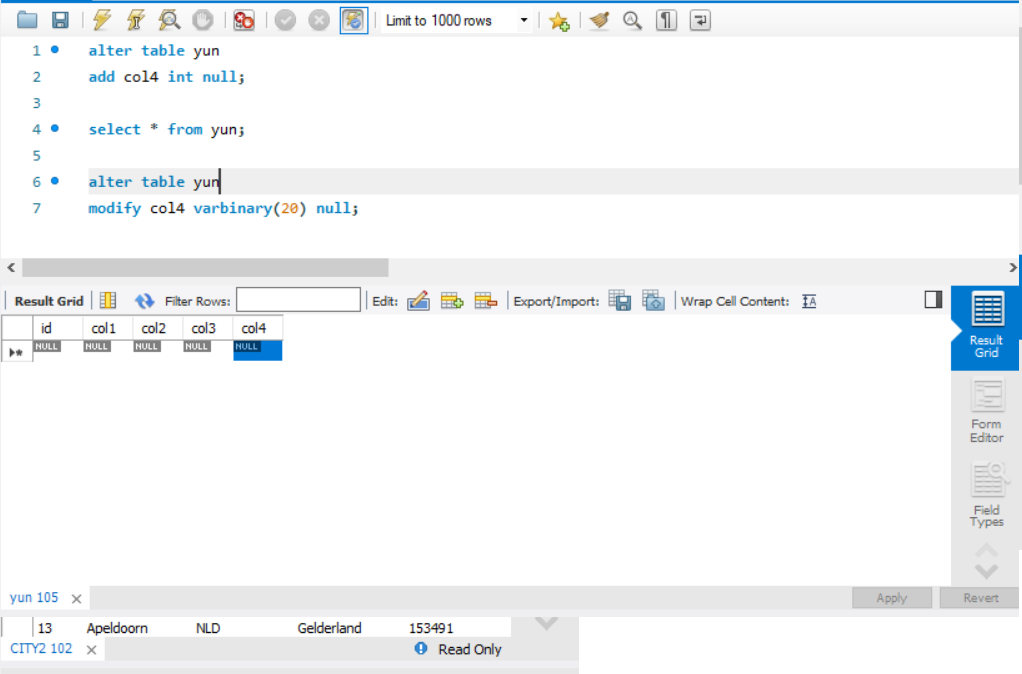 Limit to 1000 rows
1 alter table yun
2 add col4 int null;
3
4 select * from yun;
5
6 alter table yun
7 modify col4 varbinary(20) null;
Result Grid Filter Rows: Edit: Export/Import: Wrap Cell Content:
id col1 col2 col3 col4
NULL NULL NULL NULL NULL
Result
Grid
Form
Editor
Field
Types
yun 105 Apply Revert
13 Apeldoorn NLD Gelderland 153491
CITY2 102 Read Only